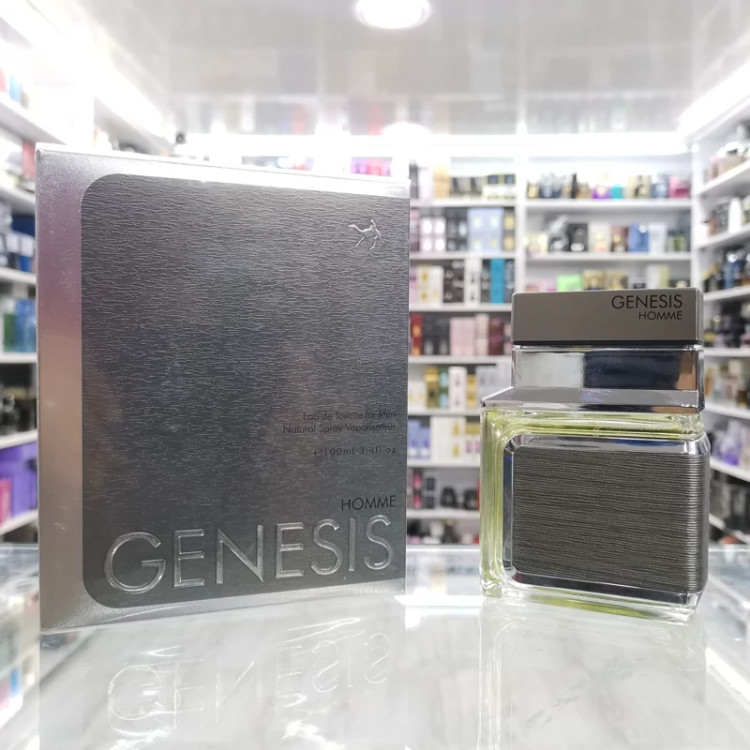 Eau de Toilette for Men
Natural Spray Vaporisateur
e 100ml 3.4fl.oz
HOMME
GENESIS
GENESIS
HOMME